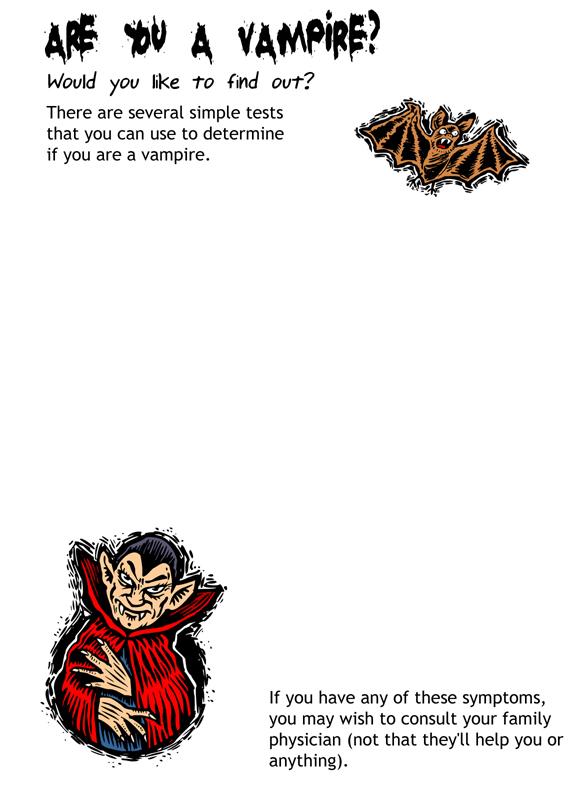 ARE YOU A VAMPIRE?
Would you like to find out?
There are several simple tests
that you can use to determine
if you are a vampire.
If you have any of these symptoms,
you may wish to consult your family
physician (not that they'll help you or
anything).